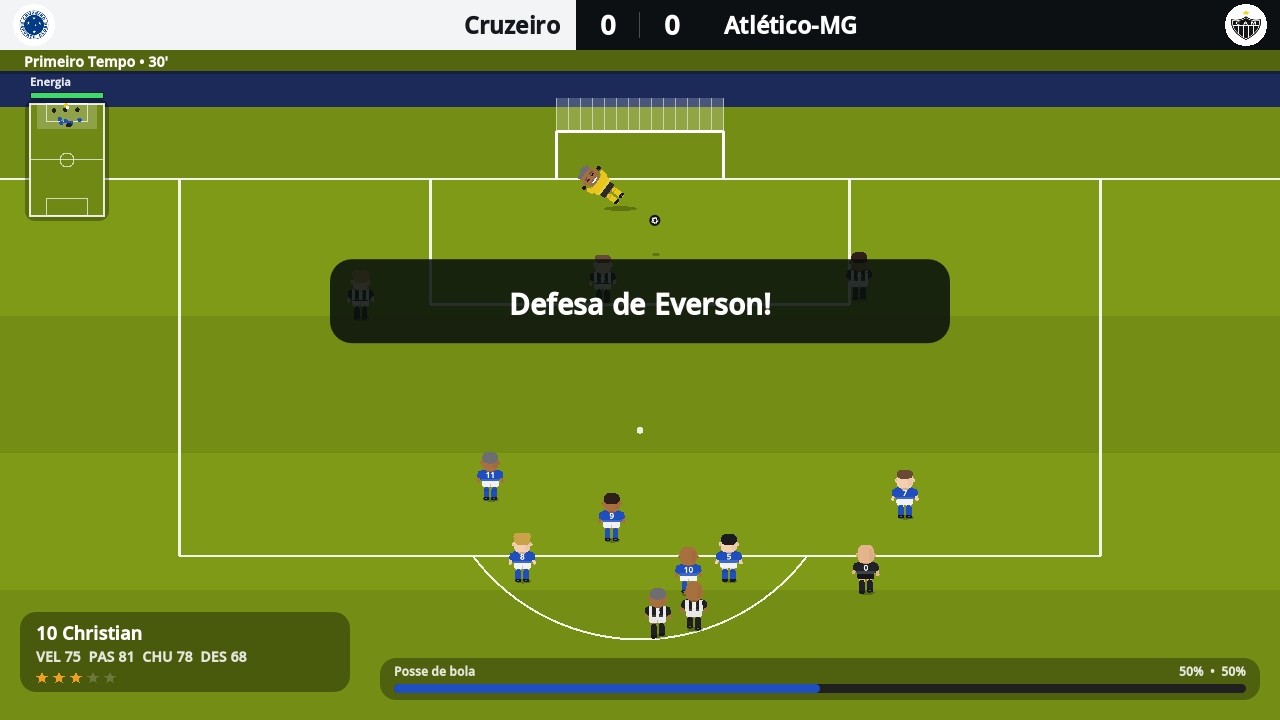 Cruzeiro 0 0 Atlético-MG
Primeiro Tempo • 30'
Energia
Defesa de Everson!
11
7
9
8
5
10
0
10 Christian
VEL 75 PAS 81 CHU 78 DES 68
Posse de bola 50% • 50%